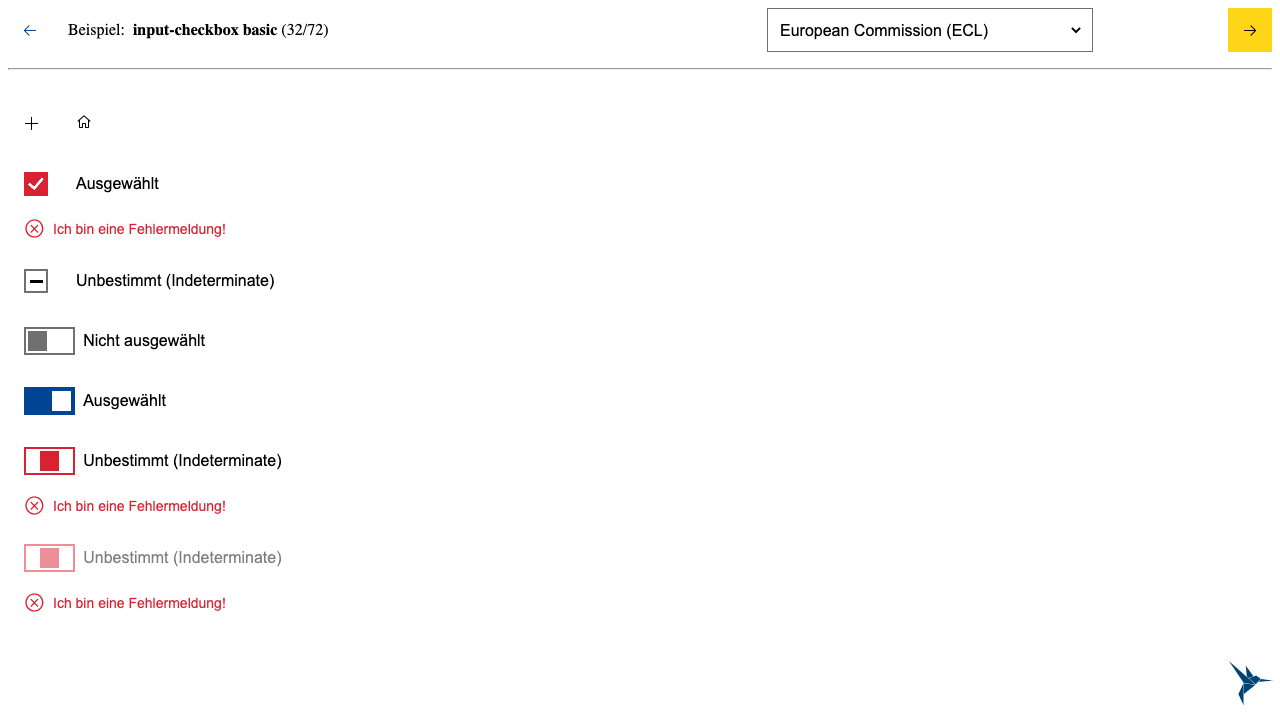 Beispiel: input-checkbox basic (32/72)
European Commission (ECL)
Ausgewählt
Ich bin eine Fehlermeldung!
Unbestimmt (Indeterminate)
Nicht ausgewählt
Ausgewählt
Unbestimmt (Indeterminate)
Ich bin eine Fehlermeldung!
Unbestimmt (Indeterminate)
Ich bin eine Fehlermeldung!